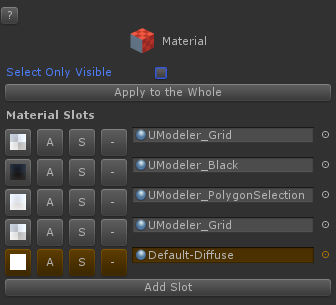 ?
Material
Select Only Visible
Apply to the Whole
Material Slots
A S - UModeler_Grid
A S - UModeler_Black
A S - UModeler_PolygonSelection
A S - UModeler_Grid
A S - Default-Diffuse
Add Slot